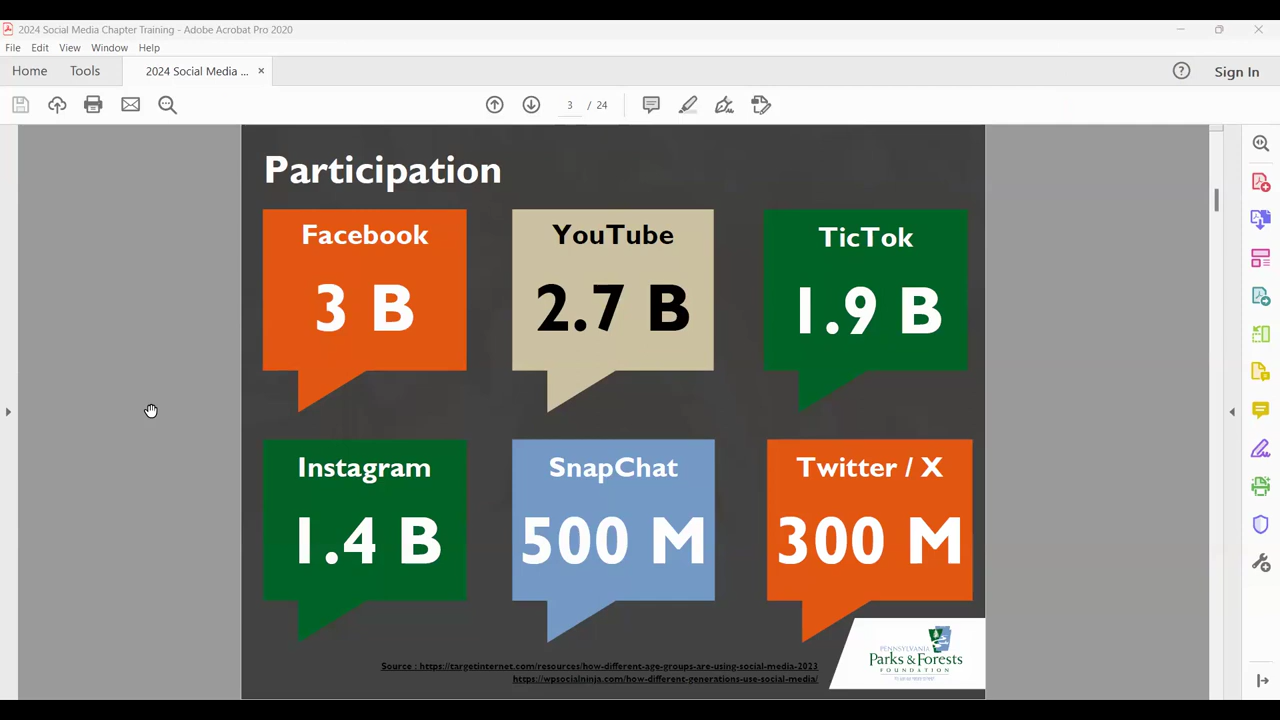 2024 Social Media Chapter Training - Adobe Acrobat Pro 2020
File Edit View Window Help
Home Tools 2024 Social Media ... × Sign In
3 / 24
Participation
Facebook
3 B
YouTube
2.7 B
TicTok
1.9 B
Instagram
1.4 B
SnapChat
500 M
Twitter / X
300 M
Source : https://targetinternet.com/resources/how-different-age-groups-are-using-social-media-2023
https://wpsocialninja.com/how-different-generations-use-social-media/
PENNSYLVANIA
Parks & Forests
FOUNDATION